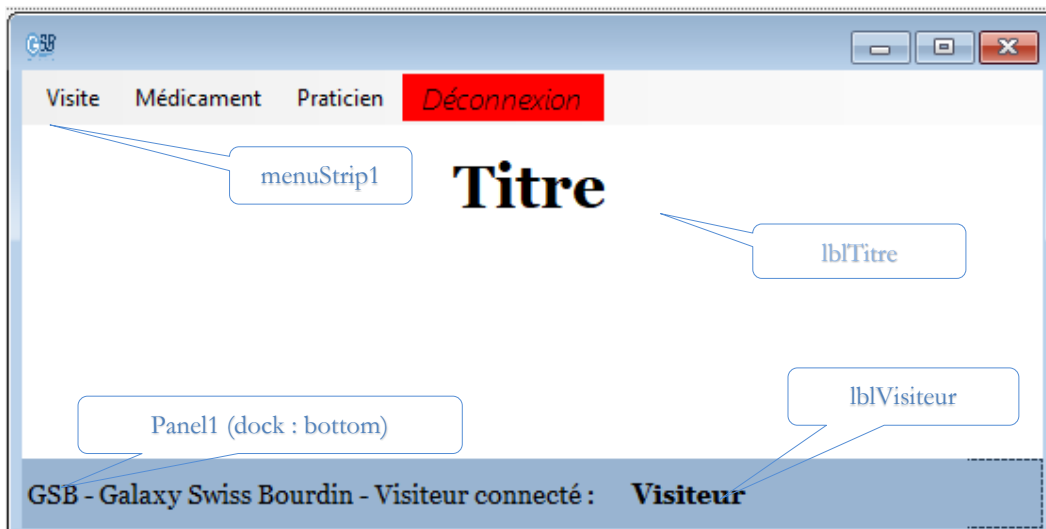 GSB
Visite Médicament Praticien Déconnexion
menuStrip1
Titre
lblTitre
lblVisiteur
Panel1 (dock : bottom)
GSB - Galaxy Swiss Bourdin - Visiteur connecté : Visiteur